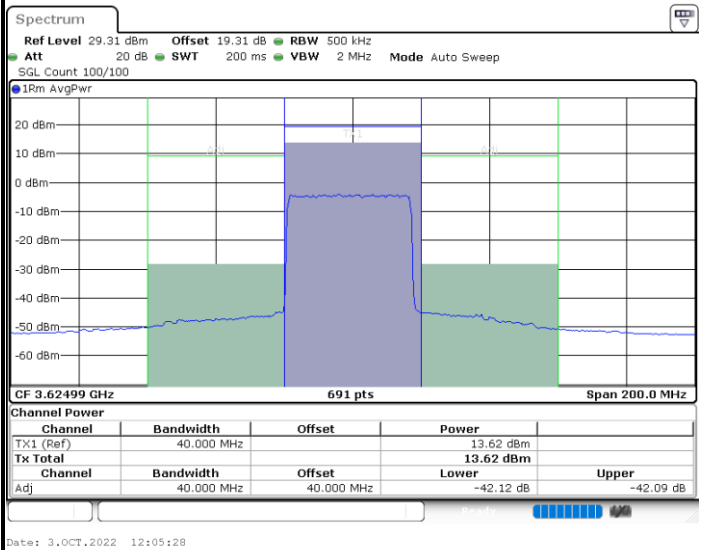 Spectrum
Ref Level 29.31 dBm Offset 19.31 dB RBW 500 kHz
Att 20 dB SWT 200 ms VBW 2 MHz Mode Auto Sweep
SGL Count 100/100
1Rm AvgPwr
20 dBm
TX1
10 dBm
Adj
Adj
0 dBm
-10 dBm
-20 dBm
-30 dBm
-40 dBm
-50 dBm
-60 dBm
CF 3.62499 GHz 691 pts Span 200.0 MHz
Channel Power
Channel Bandwidth Offset Power
TX1 (Ref) 40.000 MHz 13.62 dBm
Tx Total 13.62 dBm
Channel Bandwidth Offset Lower Upper
Adj 40.000 MHz 40.000 MHz -42.12 dB -42.09 dB
Ready
Date: 3.OCT.2022 12:05:28